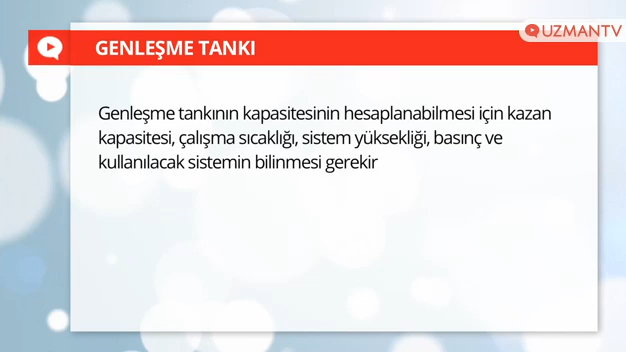 UZMANTV
GENLEŞME TANKI
Genleşme tankının kapasitesinin hesaplanabilmesi için kazan
kapasitesi, çalışma sıcaklığı, sistem yüksekliği, basınç ve
kullanılacak sistemin bilinmesi gerekir